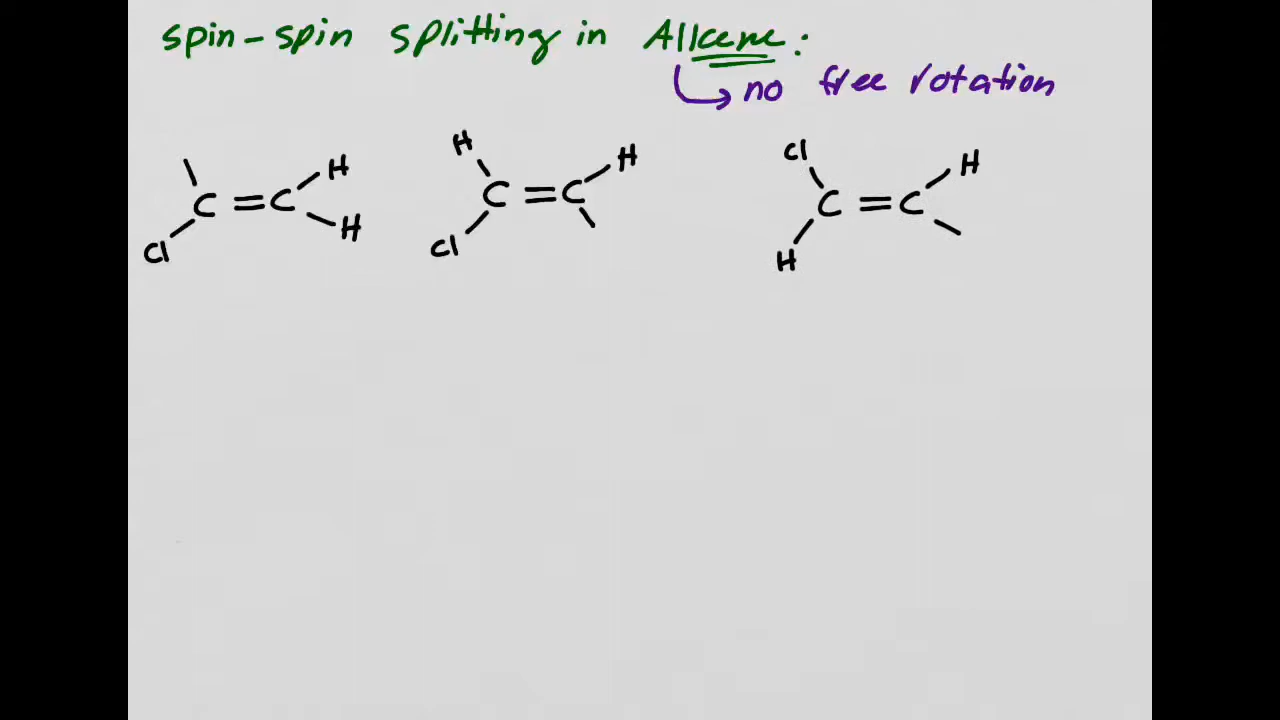 spin-spin splitting in Alkene:
no free rotation
H H H Cl H
C=C C=C C=C
Cl H Cl H